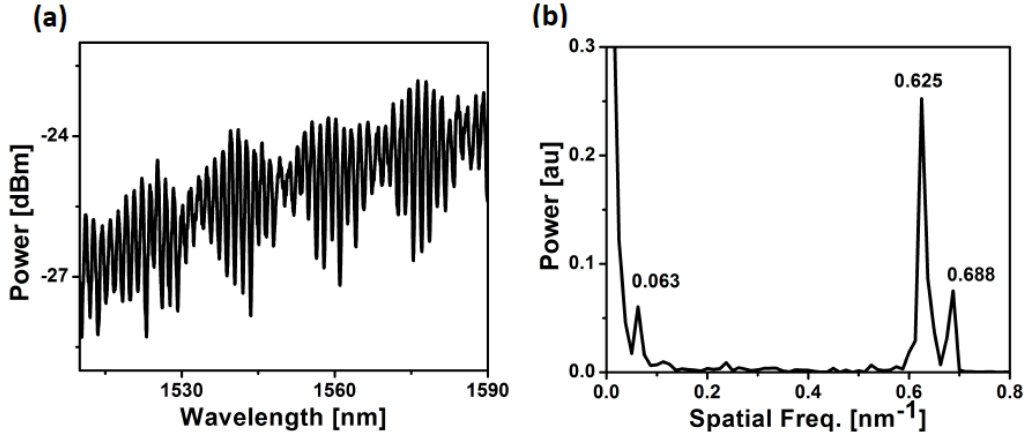 (a)
Power [dBm]
-24
-27
1530
1560
1590
Wavelength [nm]
(b)
Power [au]
0.3
0.2
0.1
0.0
0.063
0.625
0.688
0.0
0.2
0.4
0.6
0.8
Spatial Freq. [nm⁻¹]